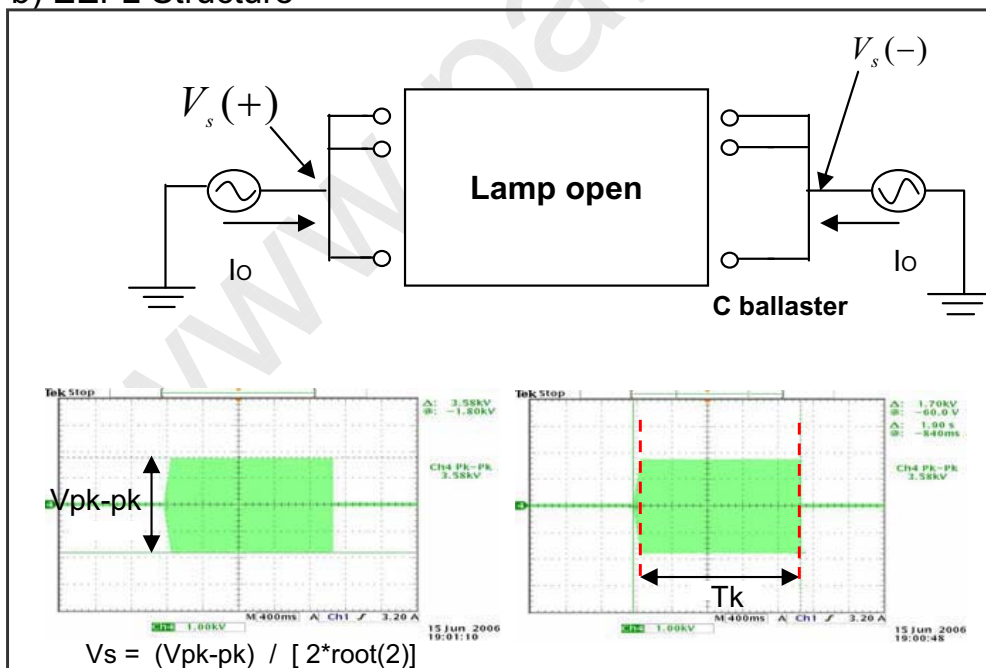 b) EEFL Structure
www.pa
Vs(−)
Vs(+)
Lamp open
Io
Io
C ballaster
Tek Stop
Δ: 3.58kV
@: −1.80kV
Ch4 Pk−Pk
3.58kV
Vpk-pk
M 400ms A Ch1 ∫ 3.20 A
Ch4 1.00kV
15 Jun 2006
19:01:10
Tek Stop
Δ: 1.70kV
@: −60.0 V
Δ: 1.90 s
@: −840ms
Ch4 Pk−Pk
3.58kV
Tk
M 400ms A Ch1 ∫ 3.20 A
Ch4 1.00kV
15 Jun 2006
19:00:48
Vs = (Vpk-pk) / [ 2*root(2)]